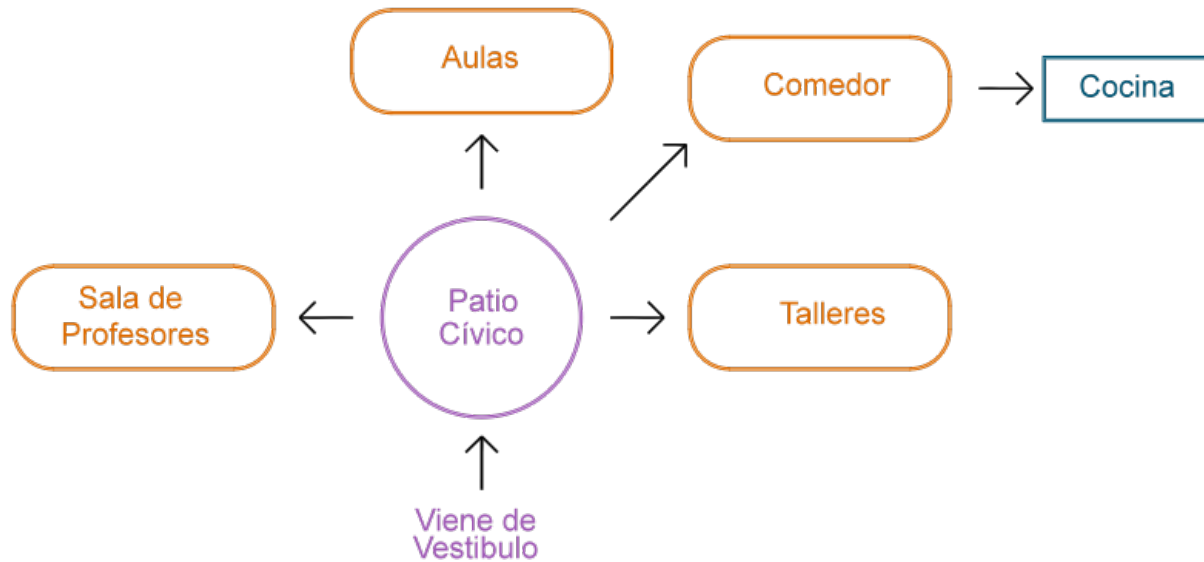 Aulas
Comedor
Cocina
Sala de
Profesores
Patio
Cívico
Talleres
Viene de
Vestibulo